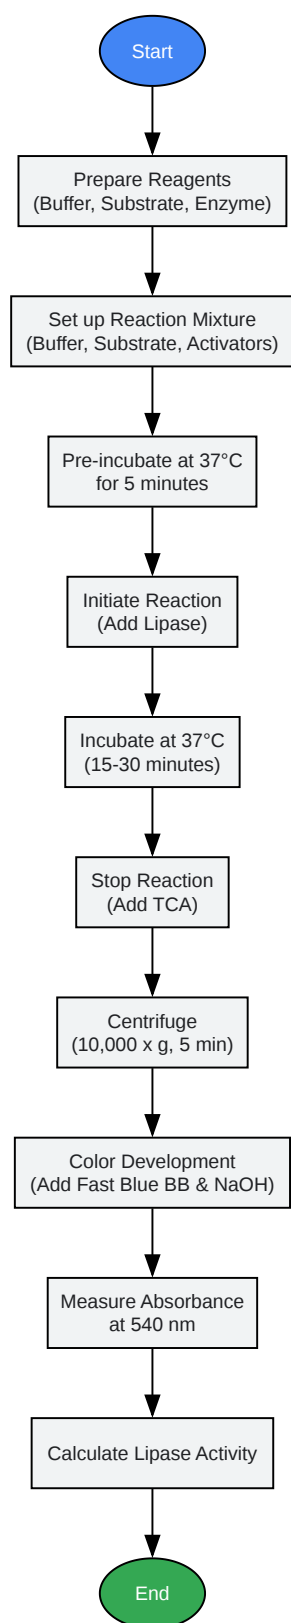 Start
Prepare Reagents
(Buffer, Substrate, Enzyme)
Set up Reaction Mixture
(Buffer, Substrate, Activators)
Pre-incubate at 37°C
for 5 minutes
Initiate Reaction
(Add Lipase)
Incubate at 37°C
(15-30 minutes)
Stop Reaction
(Add TCA)
Centrifuge
(10,000 x g, 5 min)
Color Development
(Add Fast Blue BB & NaOH)
Measure Absorbance
at 540 nm
Calculate Lipase Activity
End